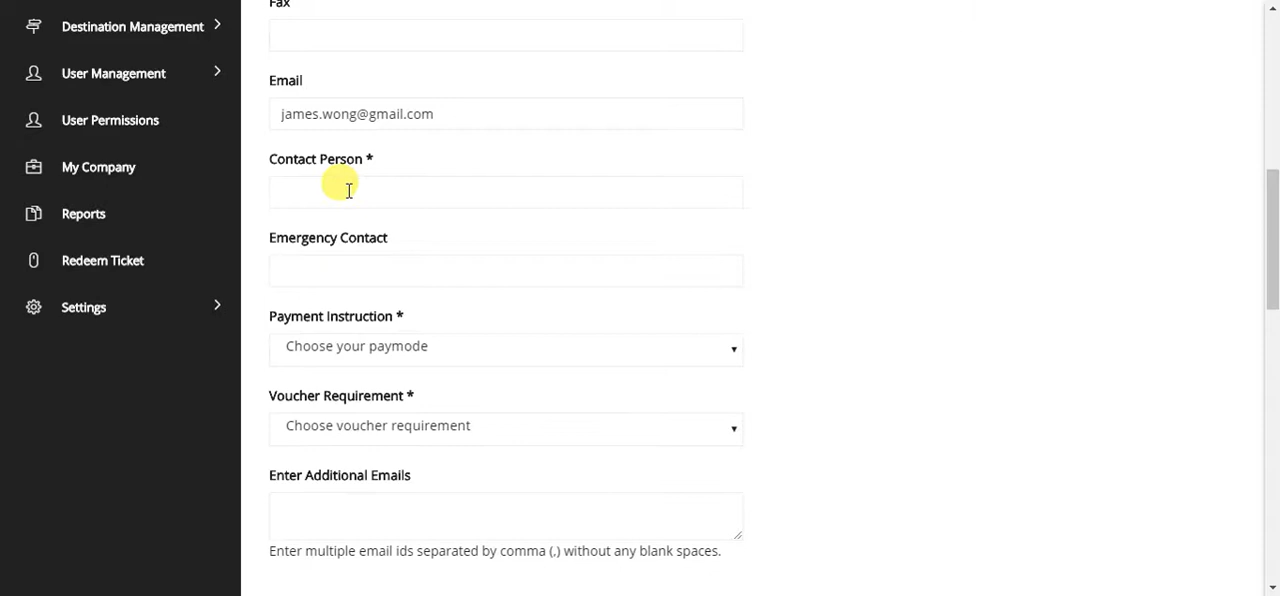 Destination Management
User Management
User Permissions
My Company
Reports
Redeem Ticket
Settings
Fax
Email
james.wong@gmail.com
Contact Person *
Emergency Contact
Payment Instruction *
Choose your paymode
Voucher Requirement *
Choose voucher requirement
Enter Additional Emails
Enter multiple email ids separated by comma (,) without any blank spaces.